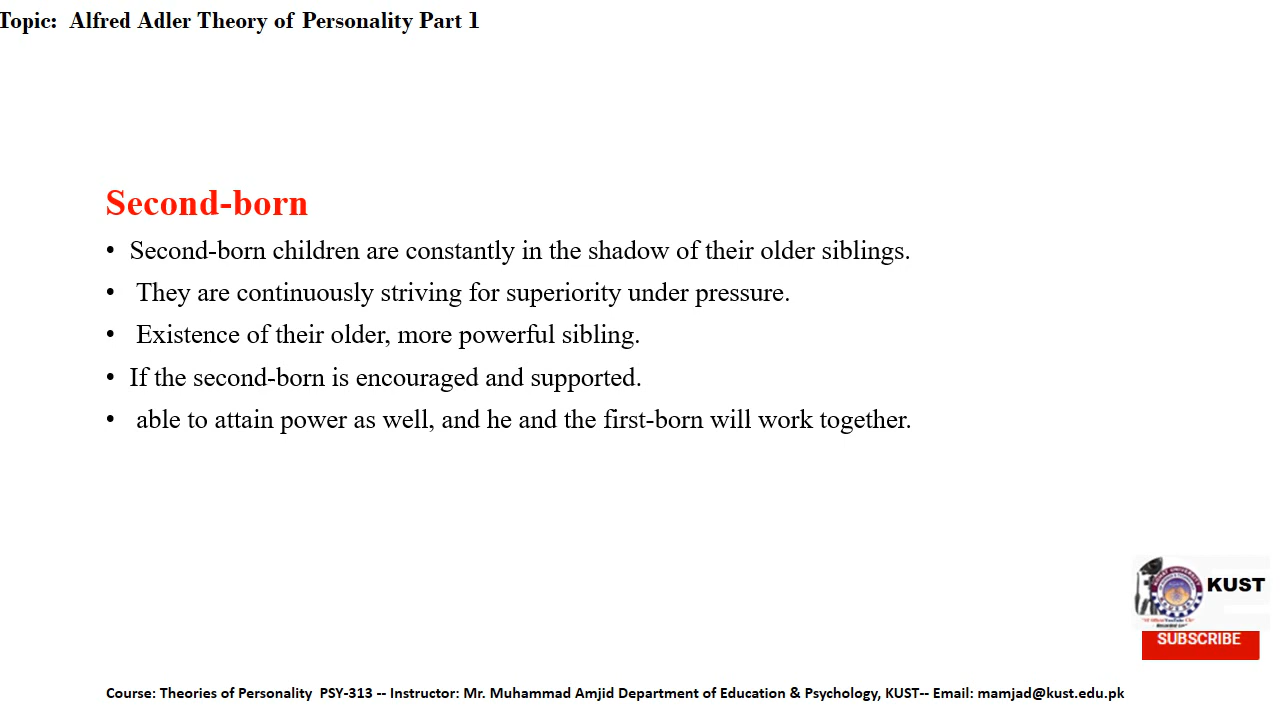 Topic: Alfred Adler Theory of Personality Part 1
Second-born
• Second-born children are constantly in the shadow of their older siblings.
• They are continuously striving for superiority under pressure.
• Existence of their older, more powerful sibling.
• If the second-born is encouraged and supported.
• able to attain power as well, and he and the first-born will work together.
KUST
SUBSCRIBE
Course: Theories of Personality PSY-313 -- Instructor: Mr. Muhammad Amjid Department of Education & Psychology, KUST-- Email: mamjad@kust.edu.pk